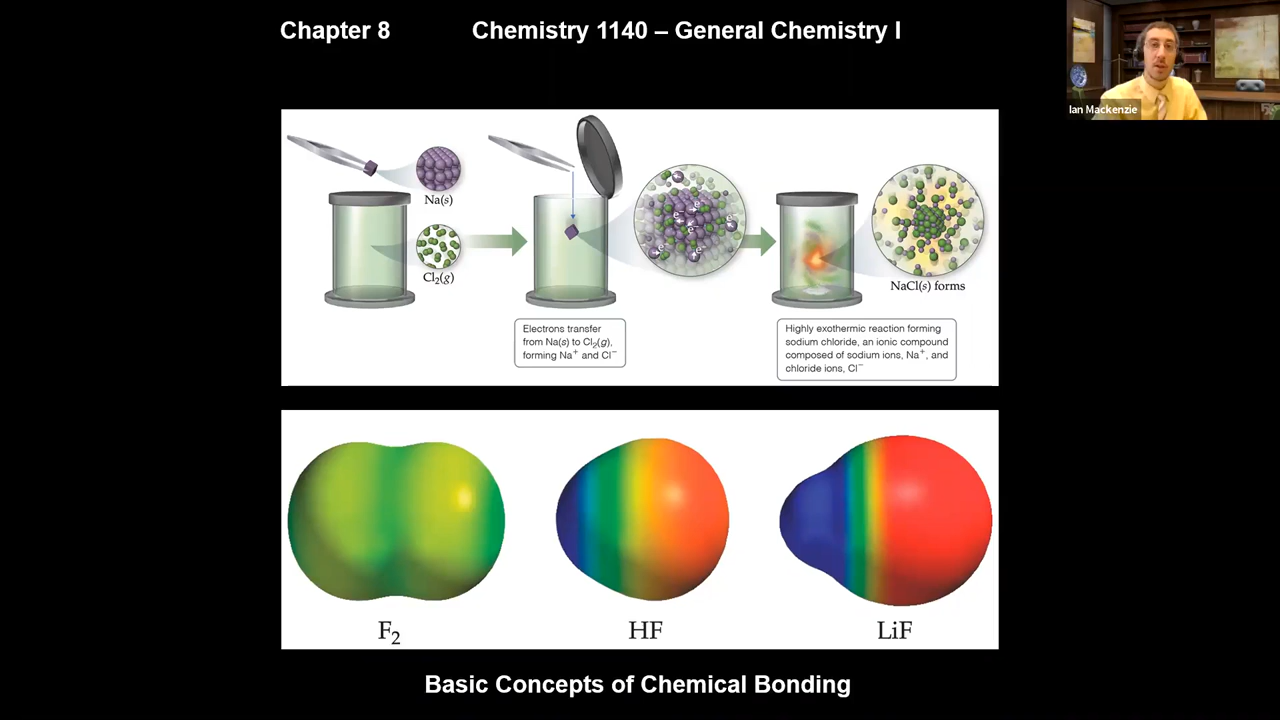 Chapter 8
Chemistry 1140 – General Chemistry I
Ian Mackenzie
Na(s)
Cl₂(g)
e⁻
e⁻
e⁻
e⁻
e⁻
NaCl(s) forms
Electrons transfer
from Na(s) to Cl₂(g),
forming Na⁺ and Cl⁻
Highly exothermic reaction forming
sodium chloride, an ionic compound
composed of sodium ions, Na⁺, and
chloride ions, Cl⁻
F₂
HF
LiF
Basic Concepts of Chemical Bonding